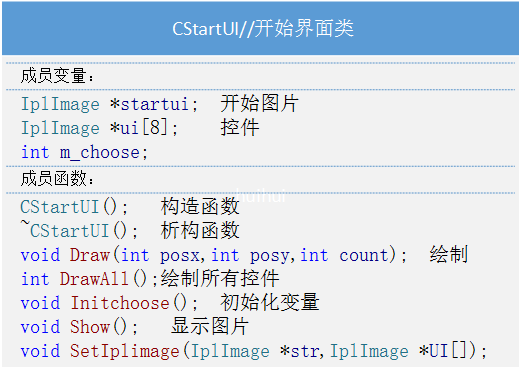 CStartUI//开始界面类
成员变量：
IplImage *startui; 开始图片
IplImage *ui[8]; 控件
int m_choose;
成员函数：
CStartUI(); 构造函数
~CStartUI(); 析构函数
void Draw(int posx,int posy,int count); 绘制
int DrawAll();绘制所有控件
void Initchoose(); 初始化变量
void Show(); 显示图片
void SetIplimage(IplImage *str,IplImage *UI[]);